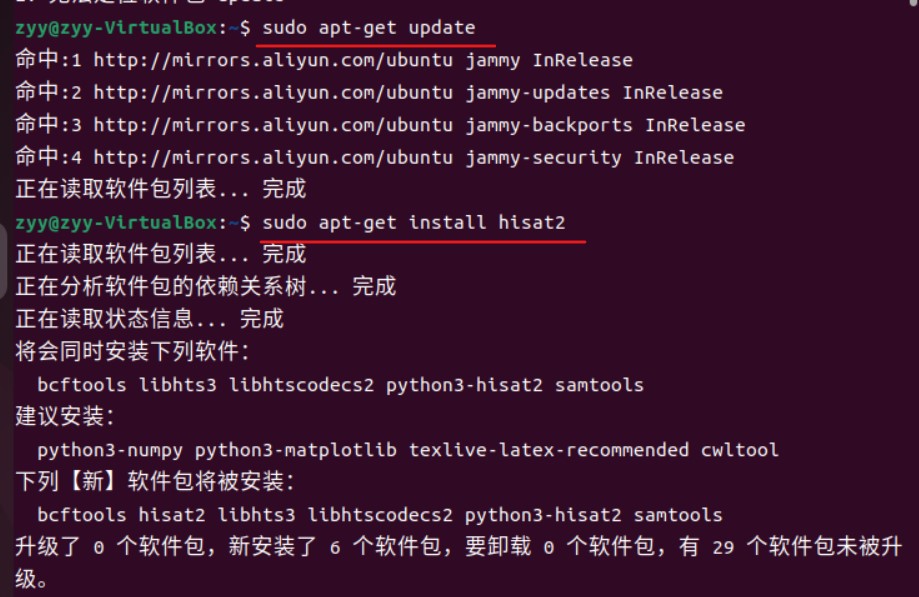 zyy@zyy-VirtualBox:~$ sudo apt-get update
命中:1 http://mirrors.aliyun.com/ubuntu jammy InRelease
命中:2 http://mirrors.aliyun.com/ubuntu jammy-updates InRelease
命中:3 http://mirrors.aliyun.com/ubuntu jammy-backports InRelease
命中:4 http://mirrors.aliyun.com/ubuntu jammy-security InRelease
正在读取软件包列表... 完成
zyy@zyy-VirtualBox:~$ sudo apt-get install hisat2
正在读取软件包列表... 完成
正在分析软件包的依赖关系树... 完成
正在读取状态信息... 完成
将会同时安装下列软件：
bcftools libhts3 libhtscodecs2 python3-hisat2 samtools
建议安装：
python3-numpy python3-matplotlib texlive-latex-recommended cwltool
下列【新】软件包将被安装：
bcftools hisat2 libhts3 libhtscodecs2 python3-hisat2 samtools
升级了 0 个软件包，新安装了 6 个软件包，要卸载 0 个软件包，有 29 个软件包未被升
级。